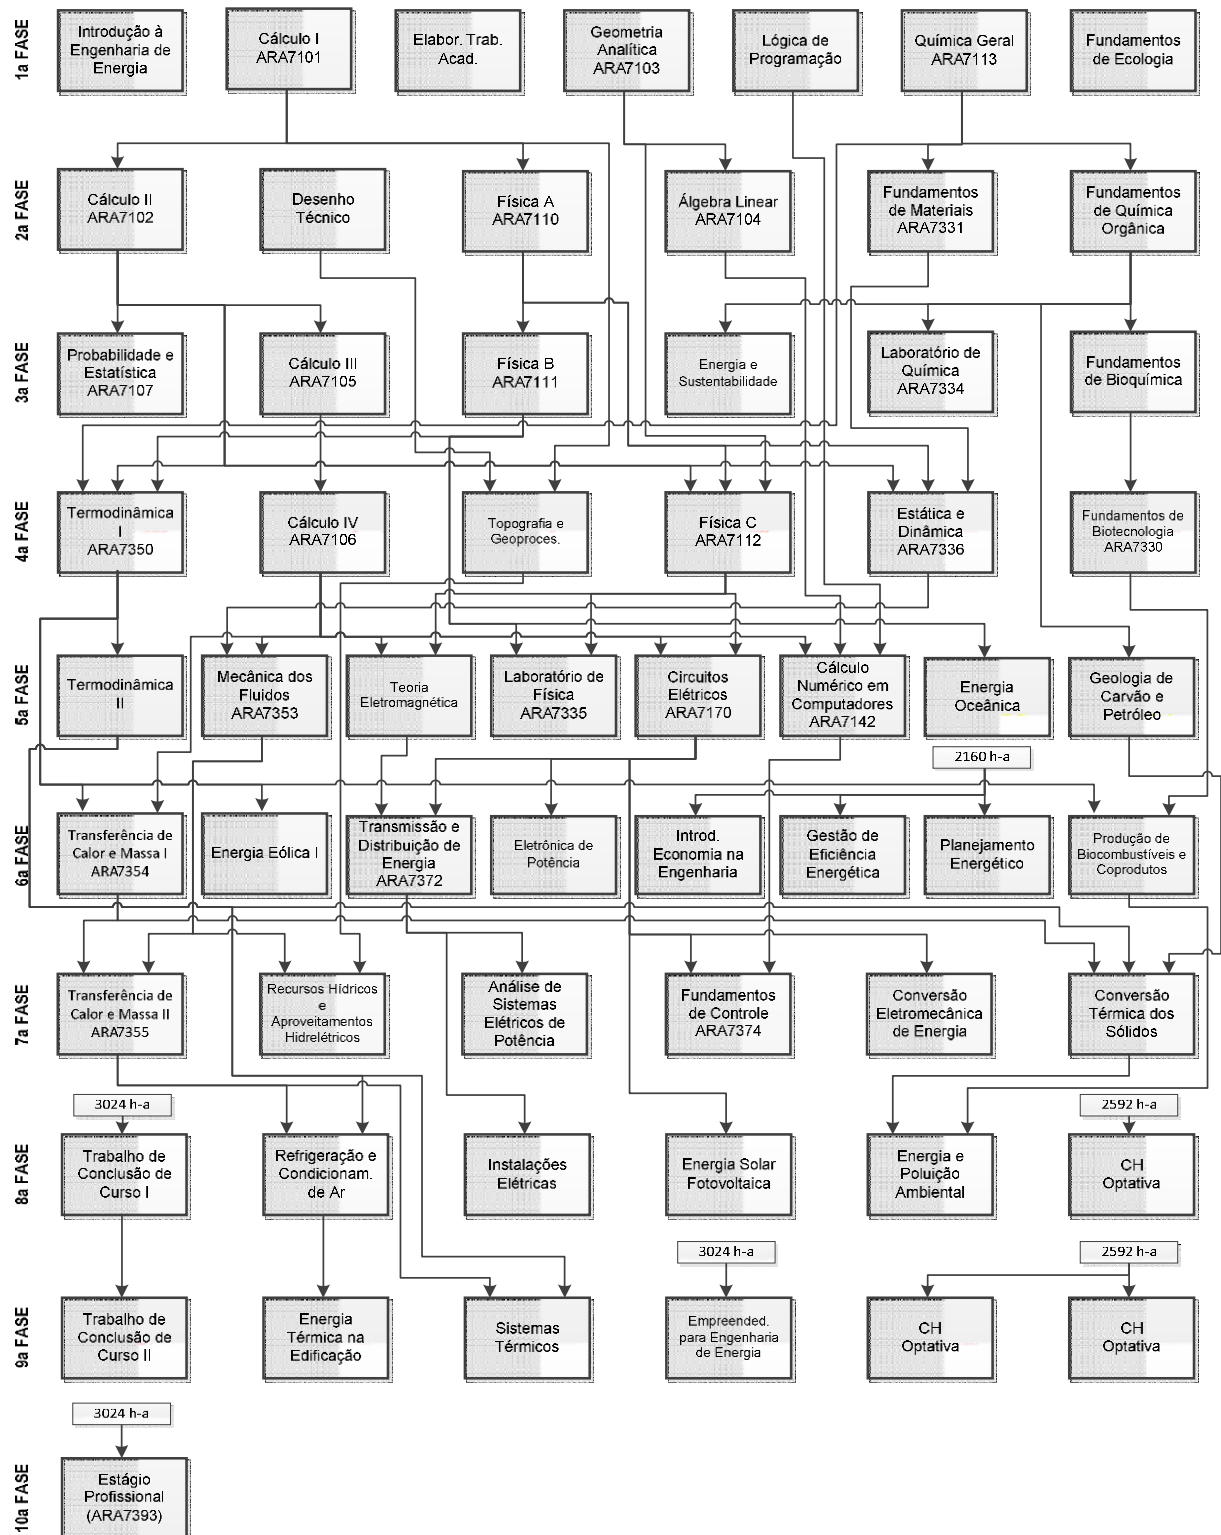 1a FASE
Introdução à
Engenharia de
Energia
Cálculo I
ARA7101
Elabor. Trab.
Acad.
Geometria
Analítica
ARA7103
Lógica de
Programação
Química Geral
ARA7113
Fundamentos
de Ecologia
2a FASE
Cálculo II
ARA7102
Desenho
Técnico
Física A
ARA7110
Álgebra Linear
ARA7104
Fundamentos
de Materiais
ARA7331
Fundamentos
de Química
Orgânica
3a FASE
Probabilidade e
Estatística
ARA7107
Cálculo III
ARA7105
Física B
ARA7111
Energia e
Sustentabilidade
Laboratório de
Química
ARA7334
Fundamentos
de Bioquímica
4a FASE
Termodinâmica
I
ARA7350
Cálculo IV
ARA7106
Topografia e
Geoproces.
Física C
ARA7112
Estática e
Dinâmica
ARA7336
Fundamentos de
Biotecnologia
ARA7330
5a FASE
Termodinâmica
II
Mecânica dos
Fluidos
ARA7353
Teoria
Eletromagnética
Laboratório de
Física
ARA7335
Circuitos
Elétricos
ARA7170
Cálculo
Numérico em
Computadores
ARA7142
Energia
Oceânica
Geologia de
Carvão e
Petróleo
2160 h-a
6a FASE
Transferência de
Calor e Massa I
ARA7354
Energia Eólica I
Transmissão e
Distribuição de
Energia
ARA7372
Eletrônica de
Potência
Introd.
Economia na
Engenharia
Gestão de
Eficiência
Energética
Planejamento
Energético
Produção de
Biocombustíveis e
Coprodutos
7a FASE
Transferência de
Calor e Massa II
ARA7355
Recursos Hídricos
e
Aproveitamentos
Hidrelétricos
Análise de
Sistemas
Elétricos de
Potência
Fundamentos
de Controle
ARA7374
Conversão
Eletromecânica
de Energia
Conversão
Térmica dos
Sólidos
3024 h-a
2592 h-a
8a FASE
Trabalho de
Conclusão de
Curso I
Refrigeração e
Condicionam.
de Ar
Instalações
Elétricas
Energia Solar
Fotovoltaica
Energia e
Poluição
Ambiental
CH
Optativa
3024 h-a
2592 h-a
9a FASE
Trabalho de
Conclusão de
Curso II
Energia
Térmica na
Edificação
Sistemas
Térmicos
Empreended.
para Engenharia
de Energia
CH
Optativa
CH
Optativa
3024 h-a
10a FASE
Estágio
Profissional
(ARA7393)